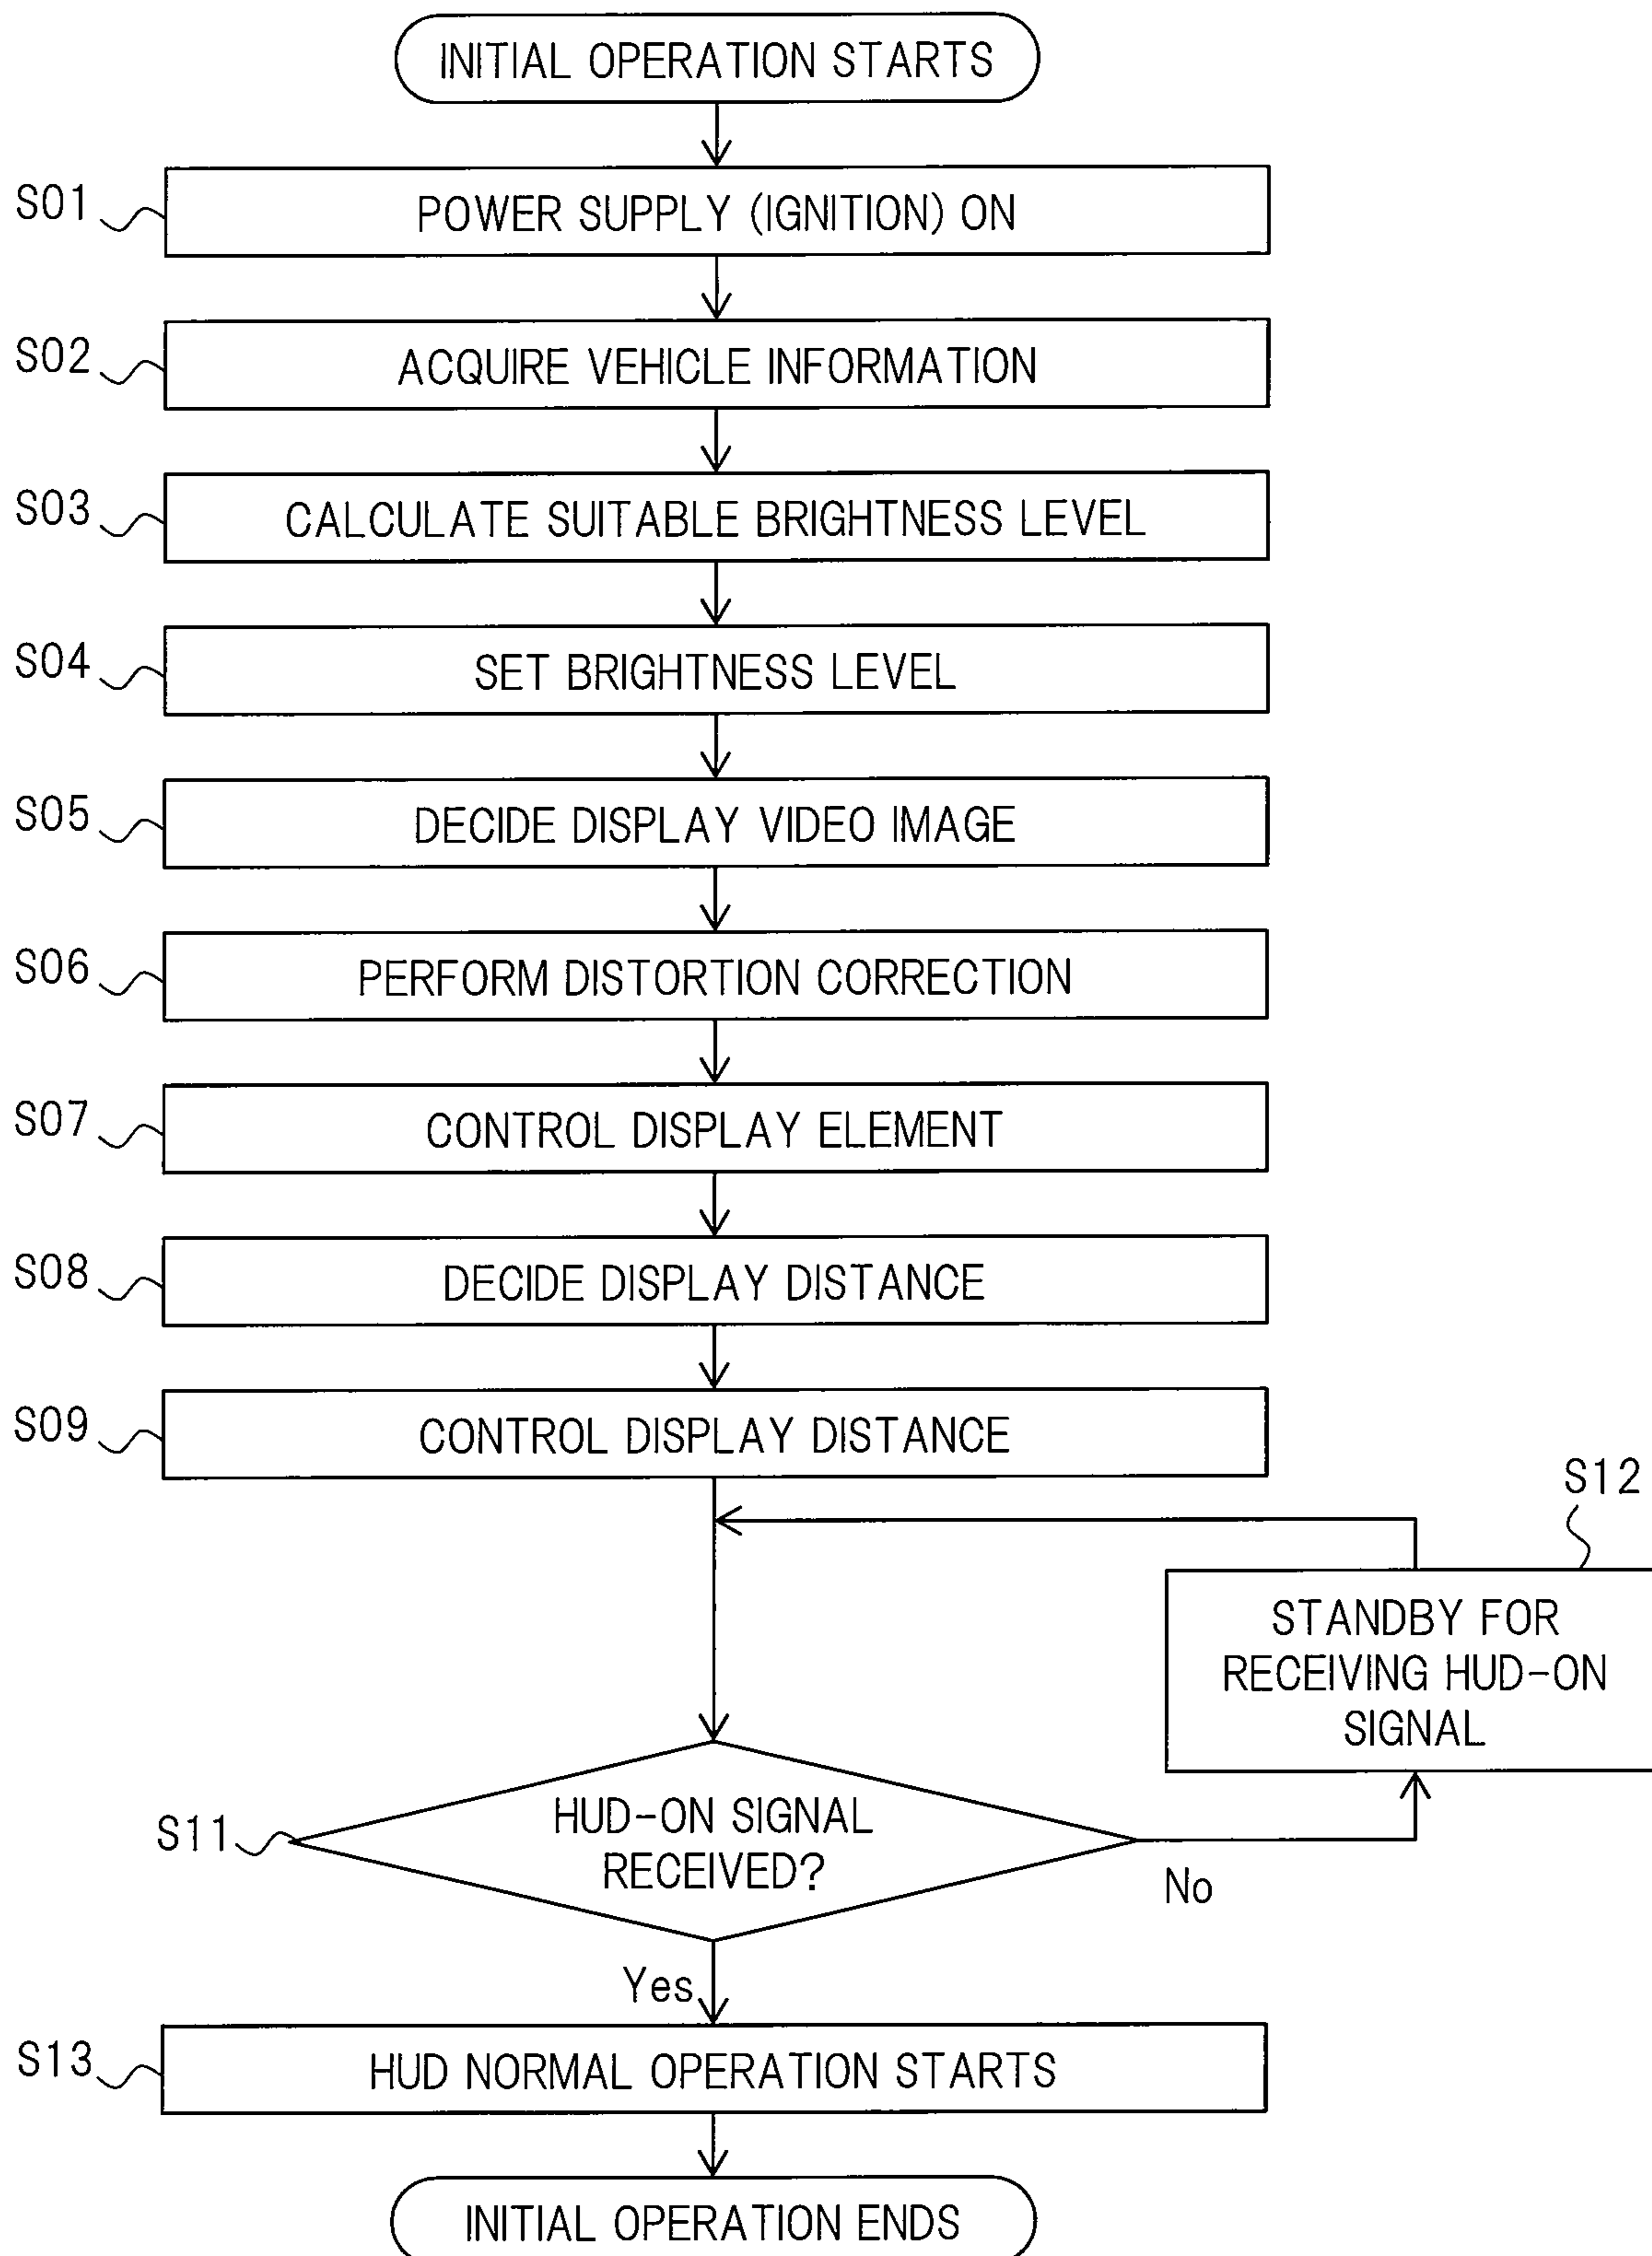 INITIAL OPERATION STARTS
S01
POWER SUPPLY (IGNITION) ON
S02
ACQUIRE VEHICLE INFORMATION
S03
CALCULATE SUITABLE BRIGHTNESS LEVEL
S04
SET BRIGHTNESS LEVEL
S05
DECIDE DISPLAY VIDEO IMAGE
S06
PERFORM DISTORTION CORRECTION
S07
CONTROL DISPLAY ELEMENT
S08
DECIDE DISPLAY DISTANCE
S09
CONTROL DISPLAY DISTANCE
S12
STANDBY FOR
RECEIVING HUD-ON
SIGNAL
S11
HUD-ON SIGNAL
RECEIVED?
No
Yes
S13
HUD NORMAL OPERATION STARTS
INITIAL OPERATION ENDS